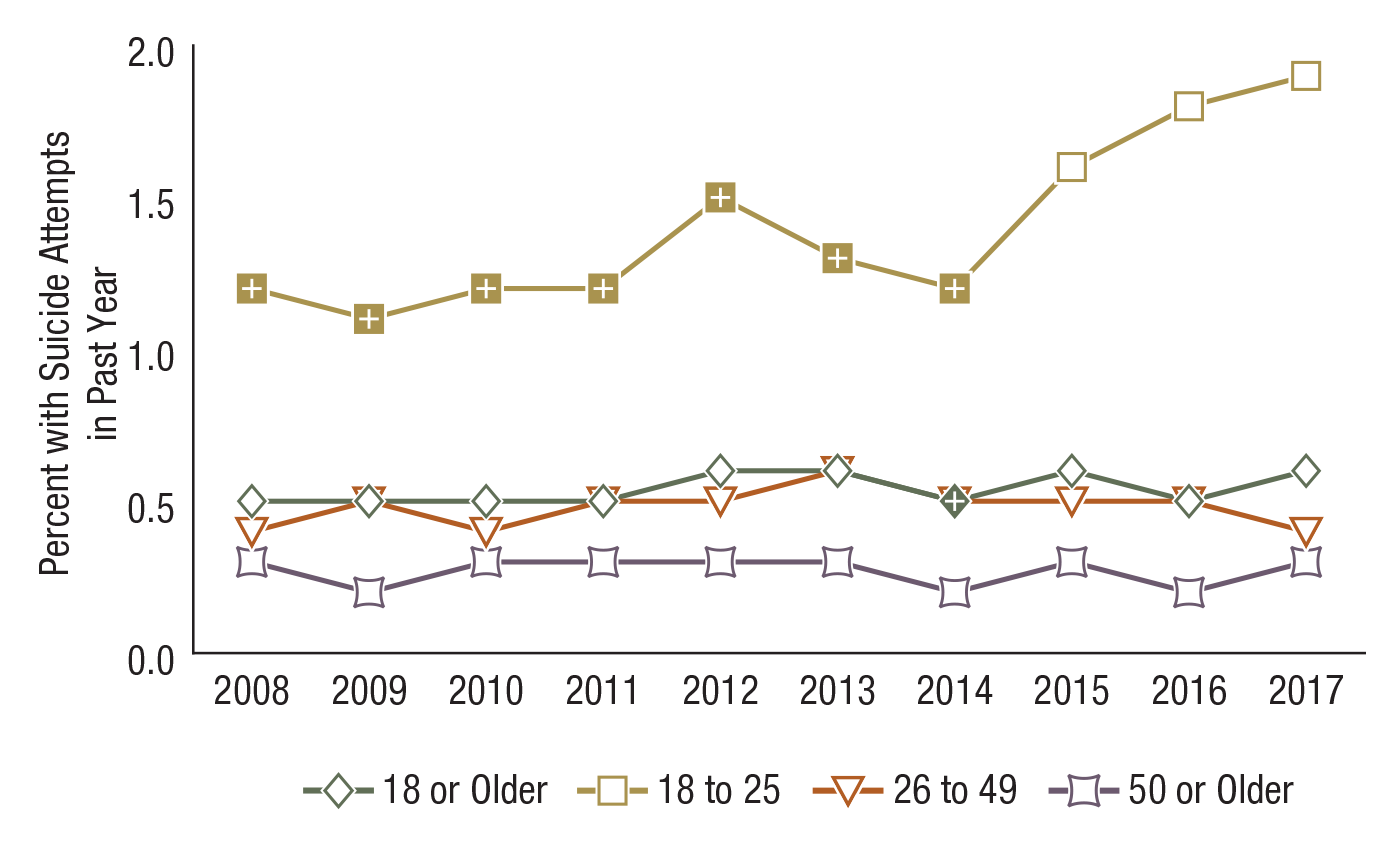 Percent with Suicide Attempts
in Past Year
2.0
1.5
1.0
0.5
0.0
2008 2009 2010 2011 2012 2013 2014 2015 2016 2017
18 or Older 18 to 25 26 to 49 50 or Older